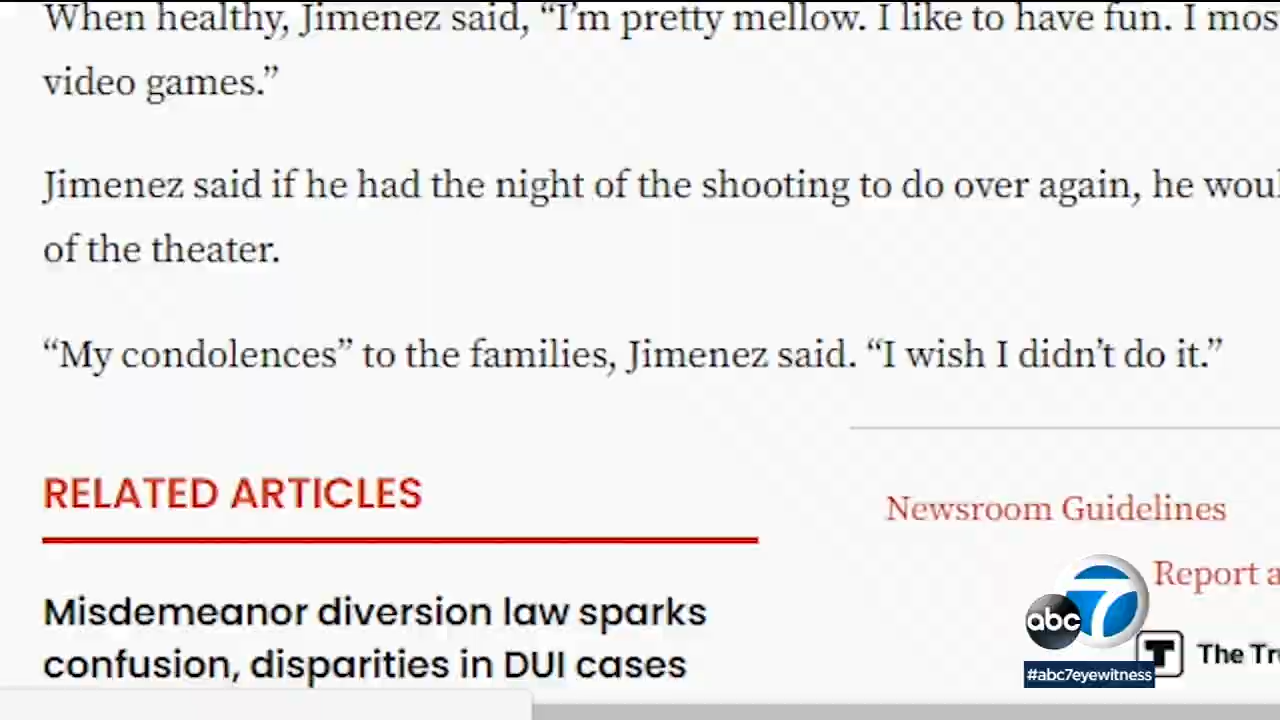 When healthy, Jimenez said, “I’m pretty mellow. I like to have fun. I
video games.”
Jimenez said if he had the night of the shooting to do over again, he
of the theater.
“My condolences” to the families, Jimenez said. “I wish I didn’t do it.”
RELATED ARTICLES
Misdemeanor diversion law sparks
confusion, disparities in DUI cases
Newsroom Guidelines
Report
T The
abc 7
#abc7eyewitness